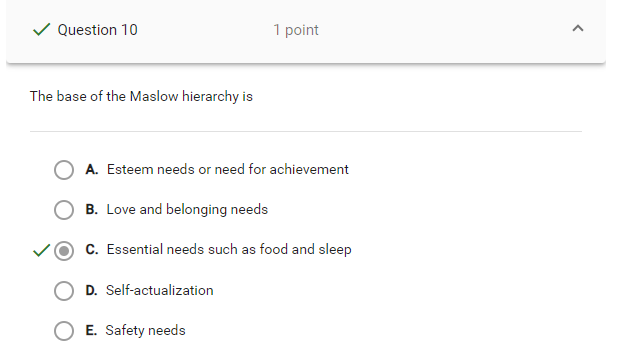 Question 10 1 point
The base of the Maslow hierarchy is
A. Esteem needs or need for achievement
B. Love and belonging needs
C. Essential needs such as food and sleep
D. Self-actualization
E. Safety needs